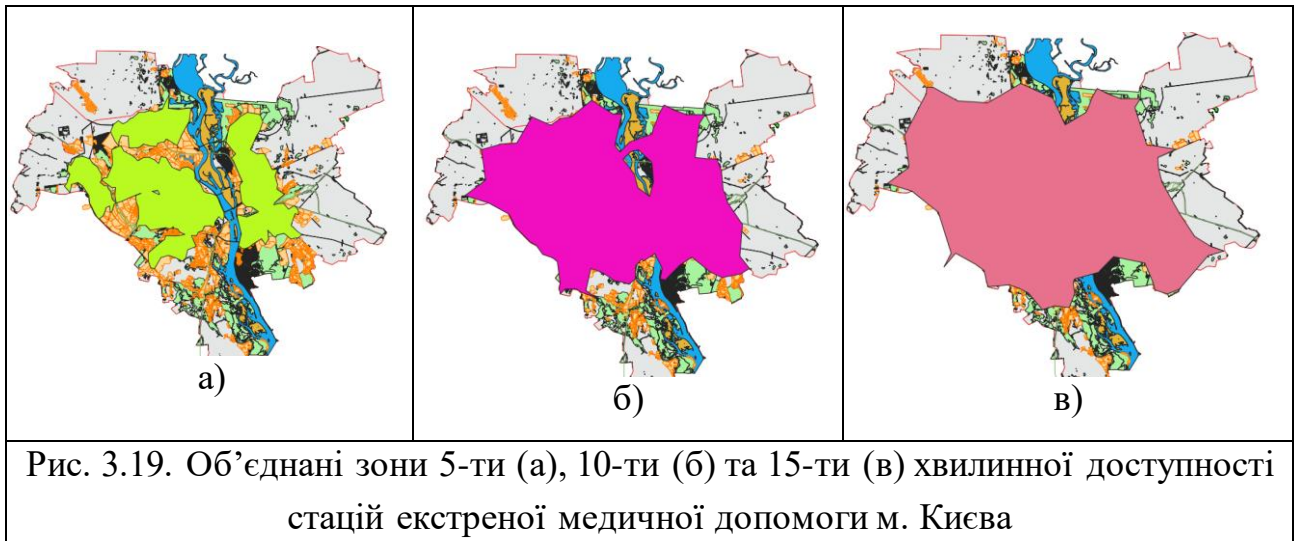 а)
б)
в)
Рис. 3.19. Об’єднані зони 5-ти (а), 10-ти (б) та 15-ти (в) хвилинної доступності
стацій екстреної медичної допомоги м. Києва